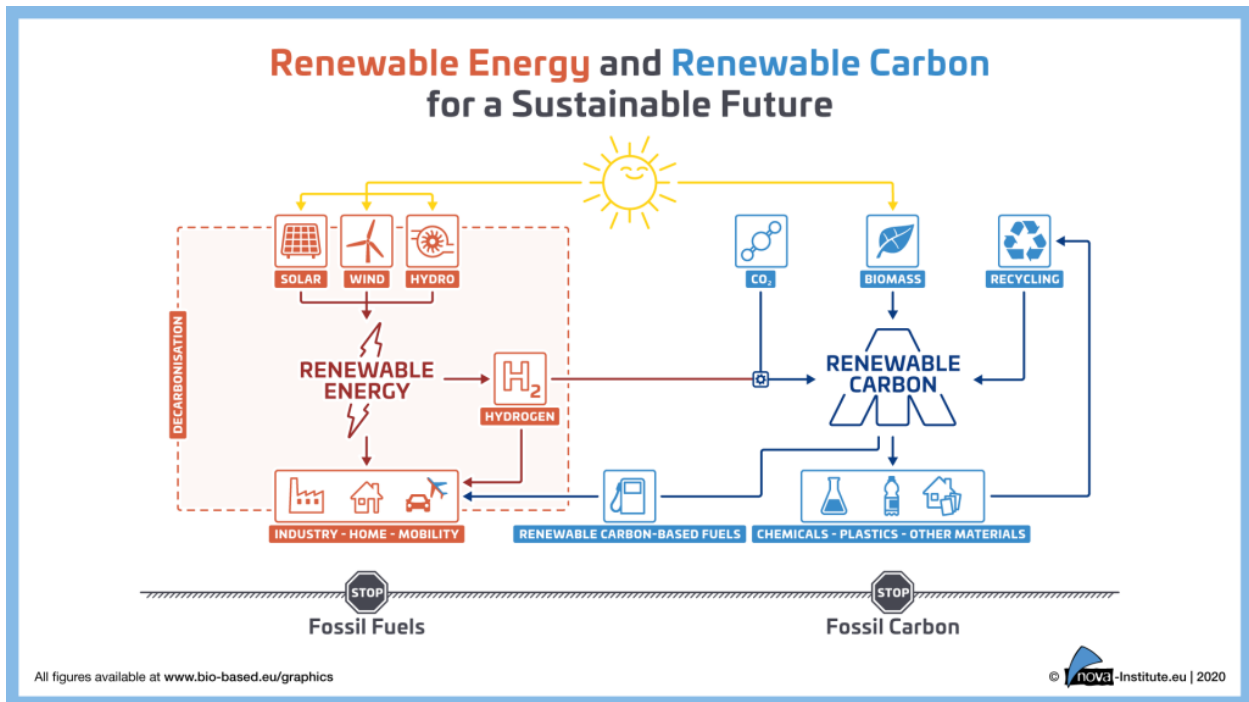 Renewable Energy and Renewable Carbon
for a Sustainable Future
SOLAR
WIND
HYDRO
CO₂
BIOMASS
RECYCLING
DECARBONISATION
RENEWABLE
ENERGY
H₂
HYDROGEN
RENEWABLE
CARBON
INDUSTRY - HOME - MOBILITY
RENEWABLE CARBON-BASED FUELS
CHEMICALS - PLASTICS - OTHER MATERIALS
STOP
Fossil Fuels
STOP
Fossil Carbon
All figures available at www.bio-based.eu/graphics
© nova-Institute.eu | 2020